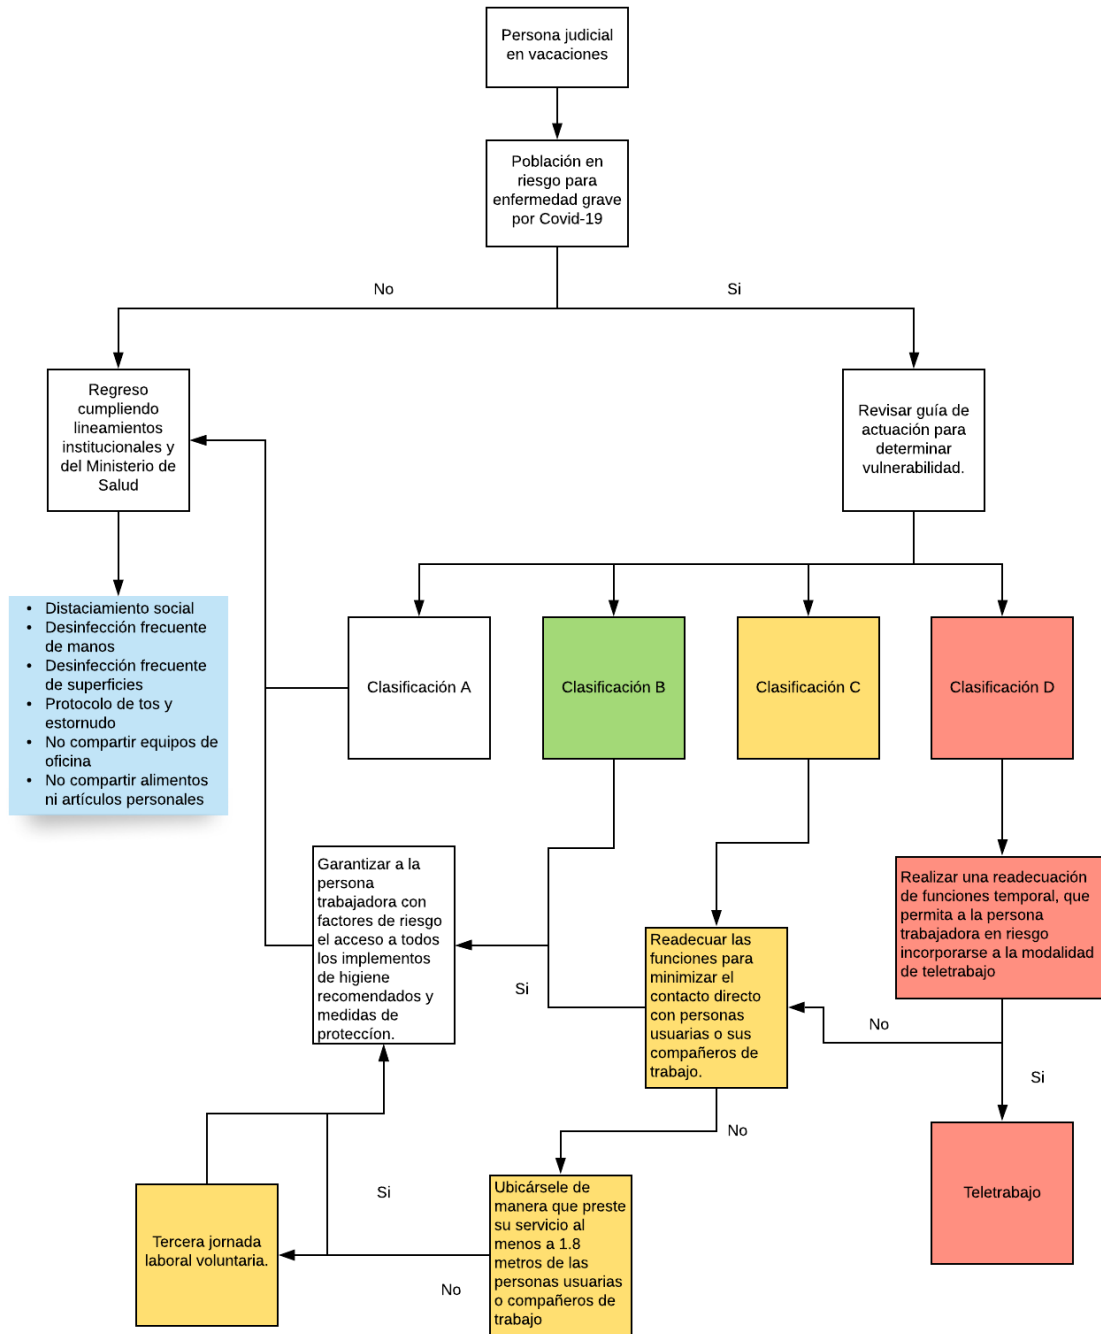 Persona judicial
en vacaciones
Población en
riesgo para
enfermedad grave
por Covid-19
No
Si
Regreso
cumpliendo
lineamientos
institucionales y
del Ministerio de
Salud
Revisar guía de
actuación para
determinar
vulnerabilidad.
• Distaciamiento social
• Desinfección frecuente
de manos
• Desinfección frecuente
de superficies
• Protocolo de tos y
estornudo
• No compartir equipos de
oficina
• No compartir alimentos
ni artículos personales
Clasificación A
Clasificación B
Clasificación C
Clasificación D
Garantizar a la
persona
trabajadora con
factores de riesgo
el acceso a todos
los implementos
de higiene
recomendados y
medidas de
proteccíon.
Si
Readecuar las
funciones para
minimizar el
contacto directo
con personas
usuarias o sus
compañeros de
trabajo.
Realizar una readecuación
de funciones temporal, que
permita a la persona
trabajadora en riesgo
incorporarse a la modalidad
de teletrabajo
No
Si
No
Teletrabajo
Tercera jornada
laboral voluntaria.
Si
No
Ubicársele de
manera que preste
su servicio al
menos a 1.8
metros de las
personas usuarias
o compañeros de
trabajo